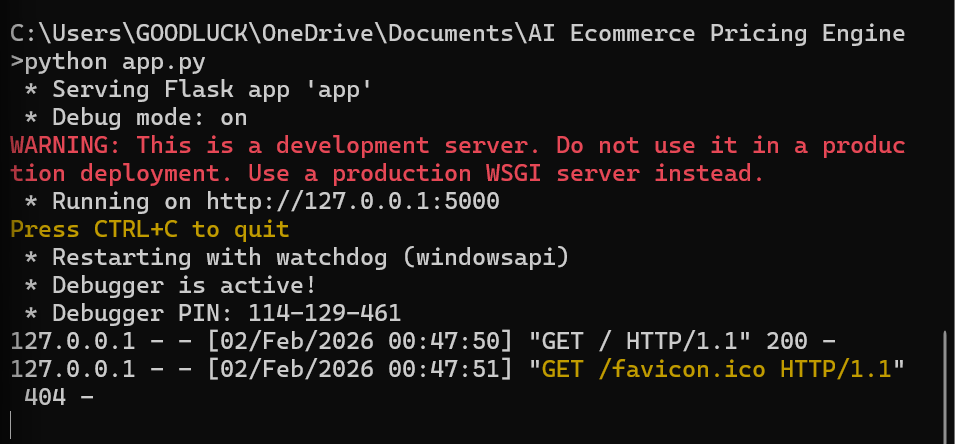 C:\Users\GOODLUCK\OneDrive\Documents\AI Ecommerce Pricing Engine
>python app.py
 * Serving Flask app 'app'
 * Debug mode: on
WARNING: This is a development server. Do not use it in a produc
tion deployment. Use a production WSGI server instead.
 * Running on http://127.0.0.1:5000
Press CTRL+C to quit
 * Restarting with watchdog (windowsapi)
 * Debugger is active!
 * Debugger PIN: 114-129-461
127.0.0.1 - - [02/Feb/2026 00:47:50] "GET / HTTP/1.1" 200 -
127.0.0.1 - - [02/Feb/2026 00:47:51] "GET /favicon.ico HTTP/1.1"
 404 -